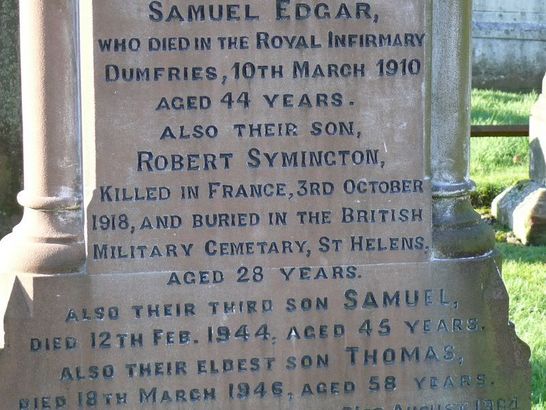 SAMUEL EDGAR,
WHO DIED IN THE ROYAL INFIRMARY
DUMFRIES, 10TH MARCH 1910
AGED 44 YEARS.
ALSO THEIR SON,
ROBERT SYMINGTON,
KILLED IN FRANCE, 3RD OCTOBER
1918, AND BURIED IN THE BRITISH
MILITARY CEMETARY, ST HELENS.
AGED 28 YEARS.
ALSO THEIR THIRD SON SAMUEL,
DIED 12TH FEB. 1944, AGED 45 YEARS.
ALSO THEIR ELDEST SON THOMAS,
DIED 18TH MARCH 1946, AGED 58 YEARS.
DIED AUGUST